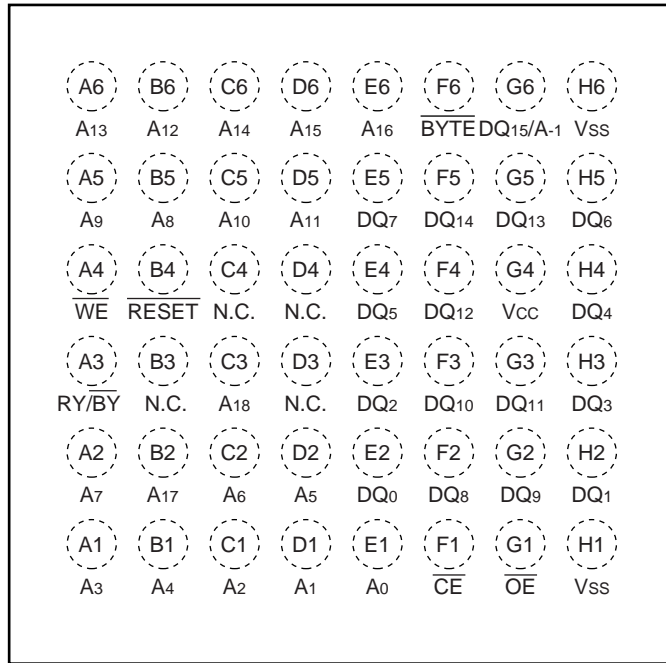 A6 B6 C6 D6 E6 F6 G6 H6
A13 A12 A14 A15 A16 BYTE DQ15/A-1 VSS
A5 B5 C5 D5 E5 F5 G5 H5
A9 A8 A10 A11 DQ7 DQ14 DQ13 DQ6
A4 B4 C4 D4 E4 F4 G4 H4
WE RESET N.C. N.C. DQ5 DQ12 VCC DQ4
A3 B3 C3 D3 E3 F3 G3 H3
RY/BY N.C. A18 N.C. DQ2 DQ10 DQ11 DQ3
A2 B2 C2 D2 E2 F2 G2 H2
A7 A17 A6 A5 DQ0 DQ8 DQ9 DQ1
A1 B1 C1 D1 E1 F1 G1 H1
A3 A4 A2 A1 A0 CE OE VSS